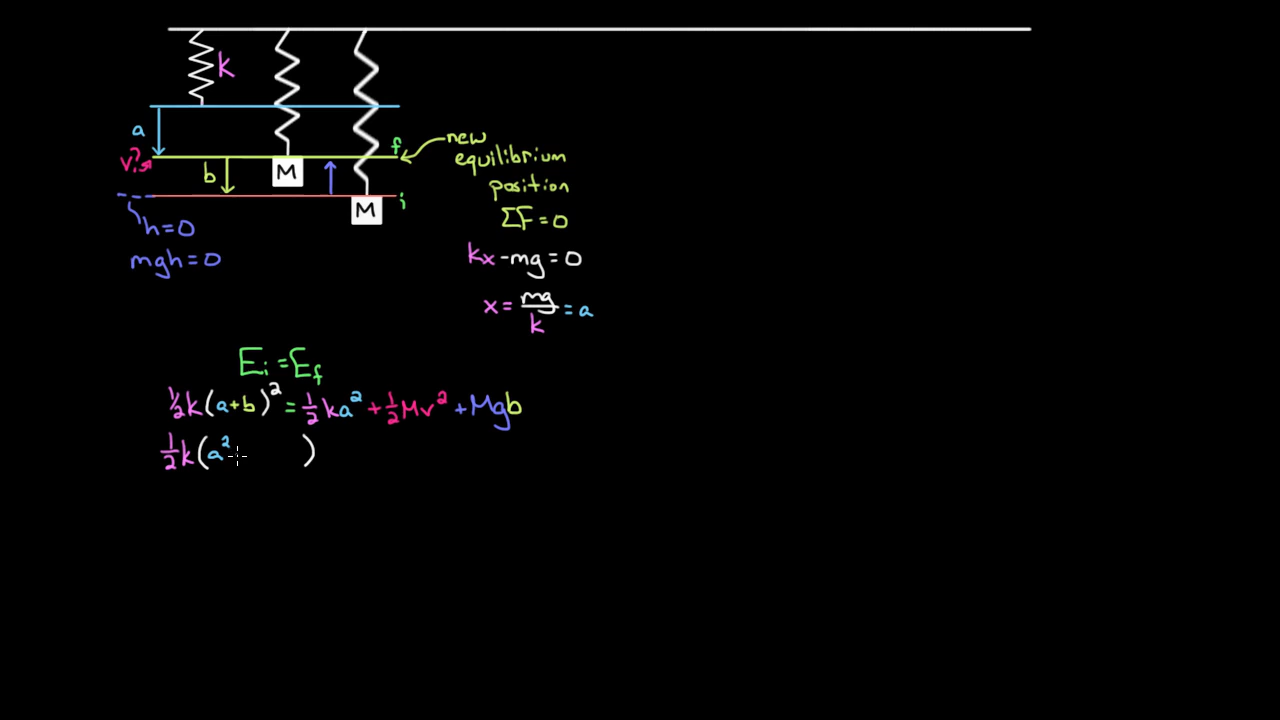 k
a
v?
b
M
M
f
i
new
equilibrium
position
ΣF = 0
h = 0
mgh = 0
kx - mg = 0
x = mg/k = a
Ei = Ef
½k(a+b)² = ½ka² + ½Mv² + Mgb
½k(a² )